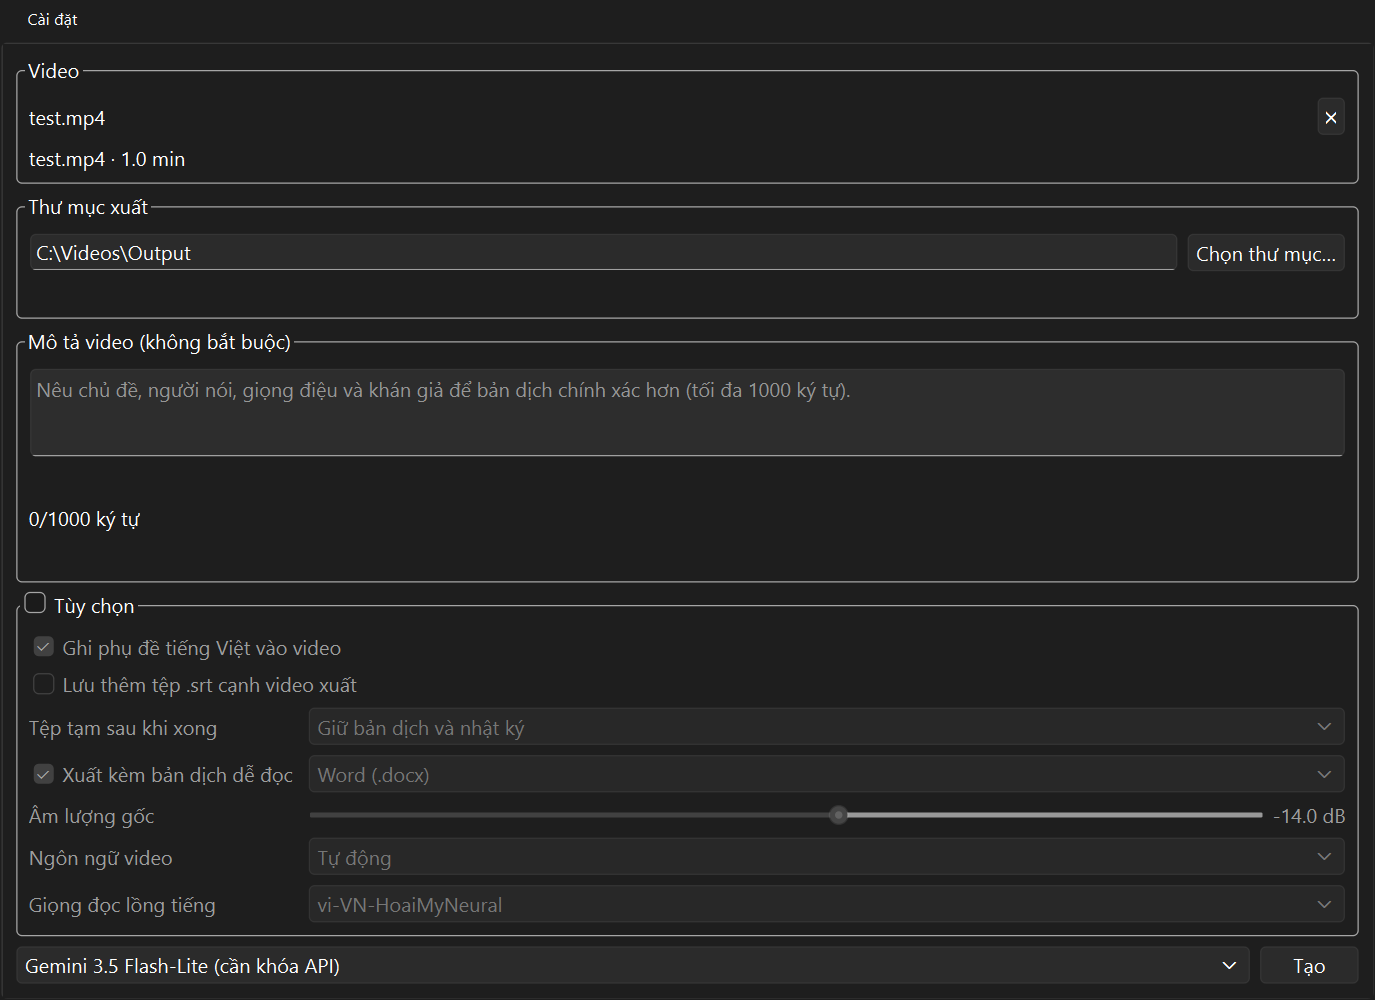 Cài đặt
Video
test.mp4
×
test.mp4 · 1.0 min
Thư mục xuất
C:\Videos\Output
Chọn thư mục...
Mô tả video (không bắt buộc)
Nêu chủ đề, người nói, giọng điệu và khán giả để bản dịch chính xác hơn (tối đa 1000 ký tự).
0/1000 ký tự
Tùy chọn
Ghi phụ đề tiếng Việt vào video
Lưu thêm tệp .srt cạnh video xuất
Tệp tạm sau khi xong Giữ bản dịch và nhật ký
Xuất kèm bản dịch dễ đọc Word (.docx)
Âm lượng gốc -14.0 dB
Ngôn ngữ video Tự động
Giọng đọc lồng tiếng vi-VN-HoaiMyNeural
Gemini 3.5 Flash-Lite (cần khóa API) Tạo